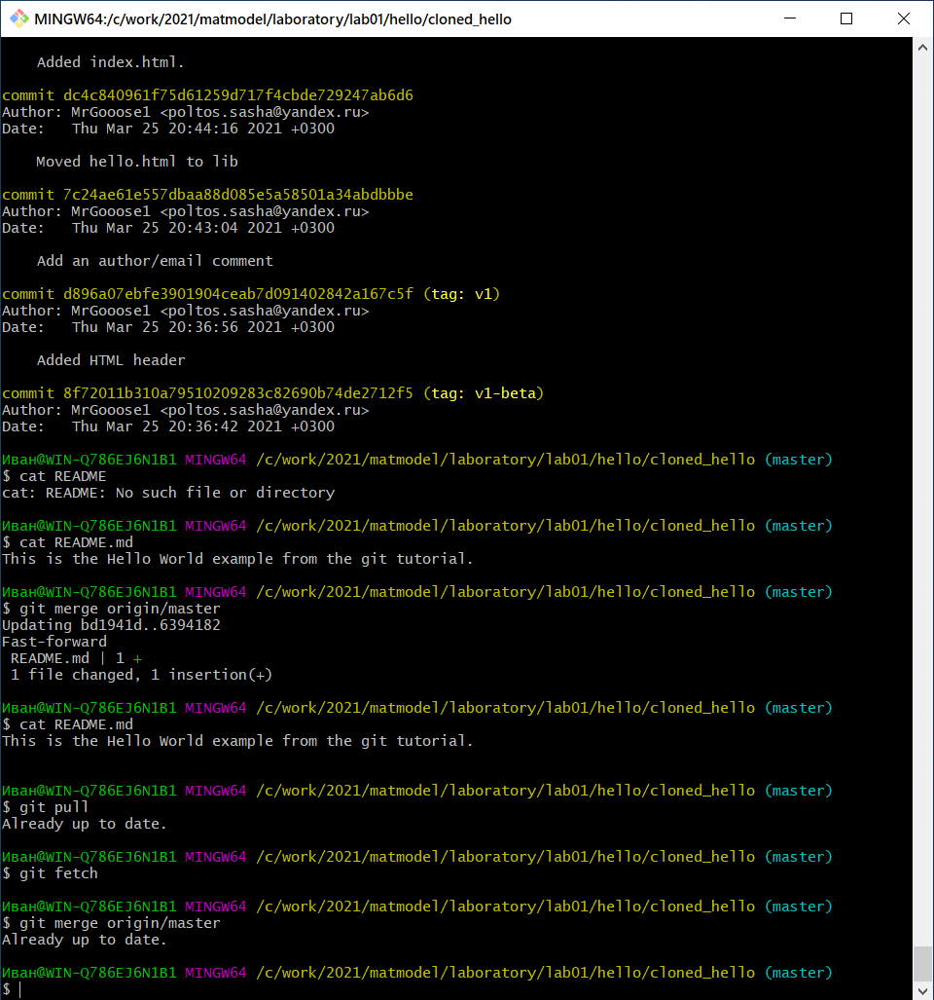 MINGW64:/c/work/2021/matmodel/laboratory/lab01/hello/cloned_hello
Added index.html.
commit dc4c840961f75d61259d717f4cbde729247ab6d6
Author: MrGooose1 <poltos.sasha@yandex.ru>
Date:   Thu Mar 25 20:44:16 2021 +0300
Moved hello.html to lib
commit 7c24ae61e557dbaa88d085e5a58501a34abdbbbe
Author: MrGooose1 <poltos.sasha@yandex.ru>
Date:   Thu Mar 25 20:43:04 2021 +0300
Add an author/email comment
commit d896a07ebfe3901904ceab7d091402842a167c5f (tag: v1)
Author: MrGooose1 <poltos.sasha@yandex.ru>
Date:   Thu Mar 25 20:36:56 2021 +0300
Added HTML header
commit 8f72011b310a79510209283c82690b74de2712f5 (tag: v1-beta)
Author: MrGooose1 <poltos.sasha@yandex.ru>
Date:   Thu Mar 25 20:36:42 2021 +0300
Иван@WIN-Q786EJ6N1B1 MINGW64 /c/work/2021/matmodel/laboratory/lab01/hello/cloned_hello (master)
$ cat README
cat: README: No such file or directory
Иван@WIN-Q786EJ6N1B1 MINGW64 /c/work/2021/matmodel/laboratory/lab01/hello/cloned_hello (master)
$ cat README.md
This is the Hello World example from the git tutorial.
Иван@WIN-Q786EJ6N1B1 MINGW64 /c/work/2021/matmodel/laboratory/lab01/hello/cloned_hello (master)
$ git merge origin/master
Updating bd1941d..6394182
Fast-forward
README.md | 1 +
1 file changed, 1 insertion(+)
Иван@WIN-Q786EJ6N1B1 MINGW64 /c/work/2021/matmodel/laboratory/lab01/hello/cloned_hello (master)
$ cat README.md
This is the Hello World example from the git tutorial.
Иван@WIN-Q786EJ6N1B1 MINGW64 /c/work/2021/matmodel/laboratory/lab01/hello/cloned_hello (master)
$ git pull
Already up to date.
Иван@WIN-Q786EJ6N1B1 MINGW64 /c/work/2021/matmodel/laboratory/lab01/hello/cloned_hello (master)
$ git fetch
Иван@WIN-Q786EJ6N1B1 MINGW64 /c/work/2021/matmodel/laboratory/lab01/hello/cloned_hello (master)
$ git merge origin/master
Already up to date.
Иван@WIN-Q786EJ6N1B1 MINGW64 /c/work/2021/matmodel/laboratory/lab01/hello/cloned_hello (master)
$